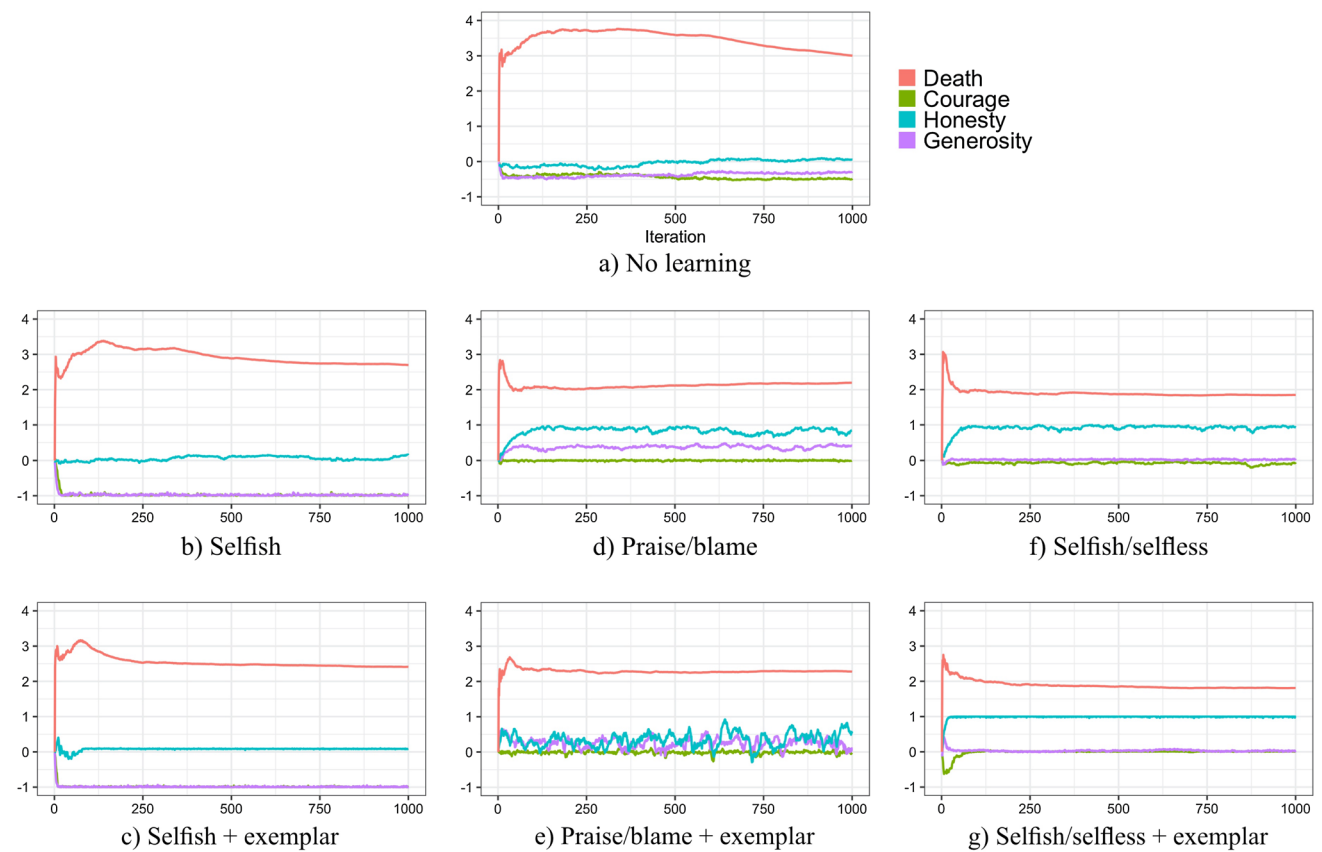 4
3
2
1
0
-1
0 250 500 750 1000
Iteration
a) No learning
Death
Courage
Honesty
Generosity
4
3
2
1
0
-1
0 250 500 750 1000
b) Selfish
4
3
2
1
0
-1
0 250 500 750 1000
d) Praise/blame
4
3
2
1
0
-1
0 250 500 750 1000
f) Selfish/selfless
4
3
2
1
0
-1
0 250 500 750 1000
c) Selfish + exemplar
4
3
2
1
0
-1
0 250 500 750 1000
e) Praise/blame + exemplar
4
3
2
1
0
-1
0 250 500 750 1000
g) Selfish/selfless + exemplar